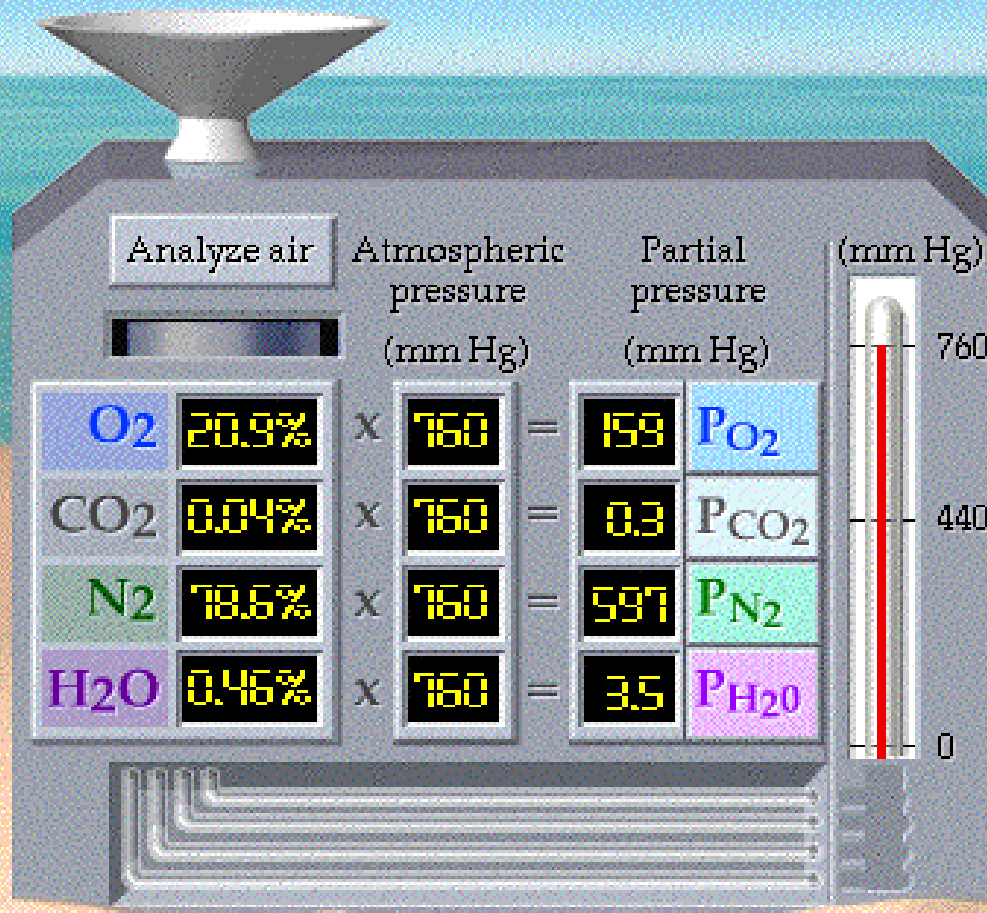 Analyze air
Atmospheric
pressure
(mm Hg)
Partial
pressure
(mm Hg)
(mm Hg)
O2 20.9% x 760 = 159 PO2
CO2 0.04% x 760 = 0.3 PCO2
N2 78.6% x 760 = 597 PN2
H2O 0.46% x 760 = 3.5 PH20
760
440
0